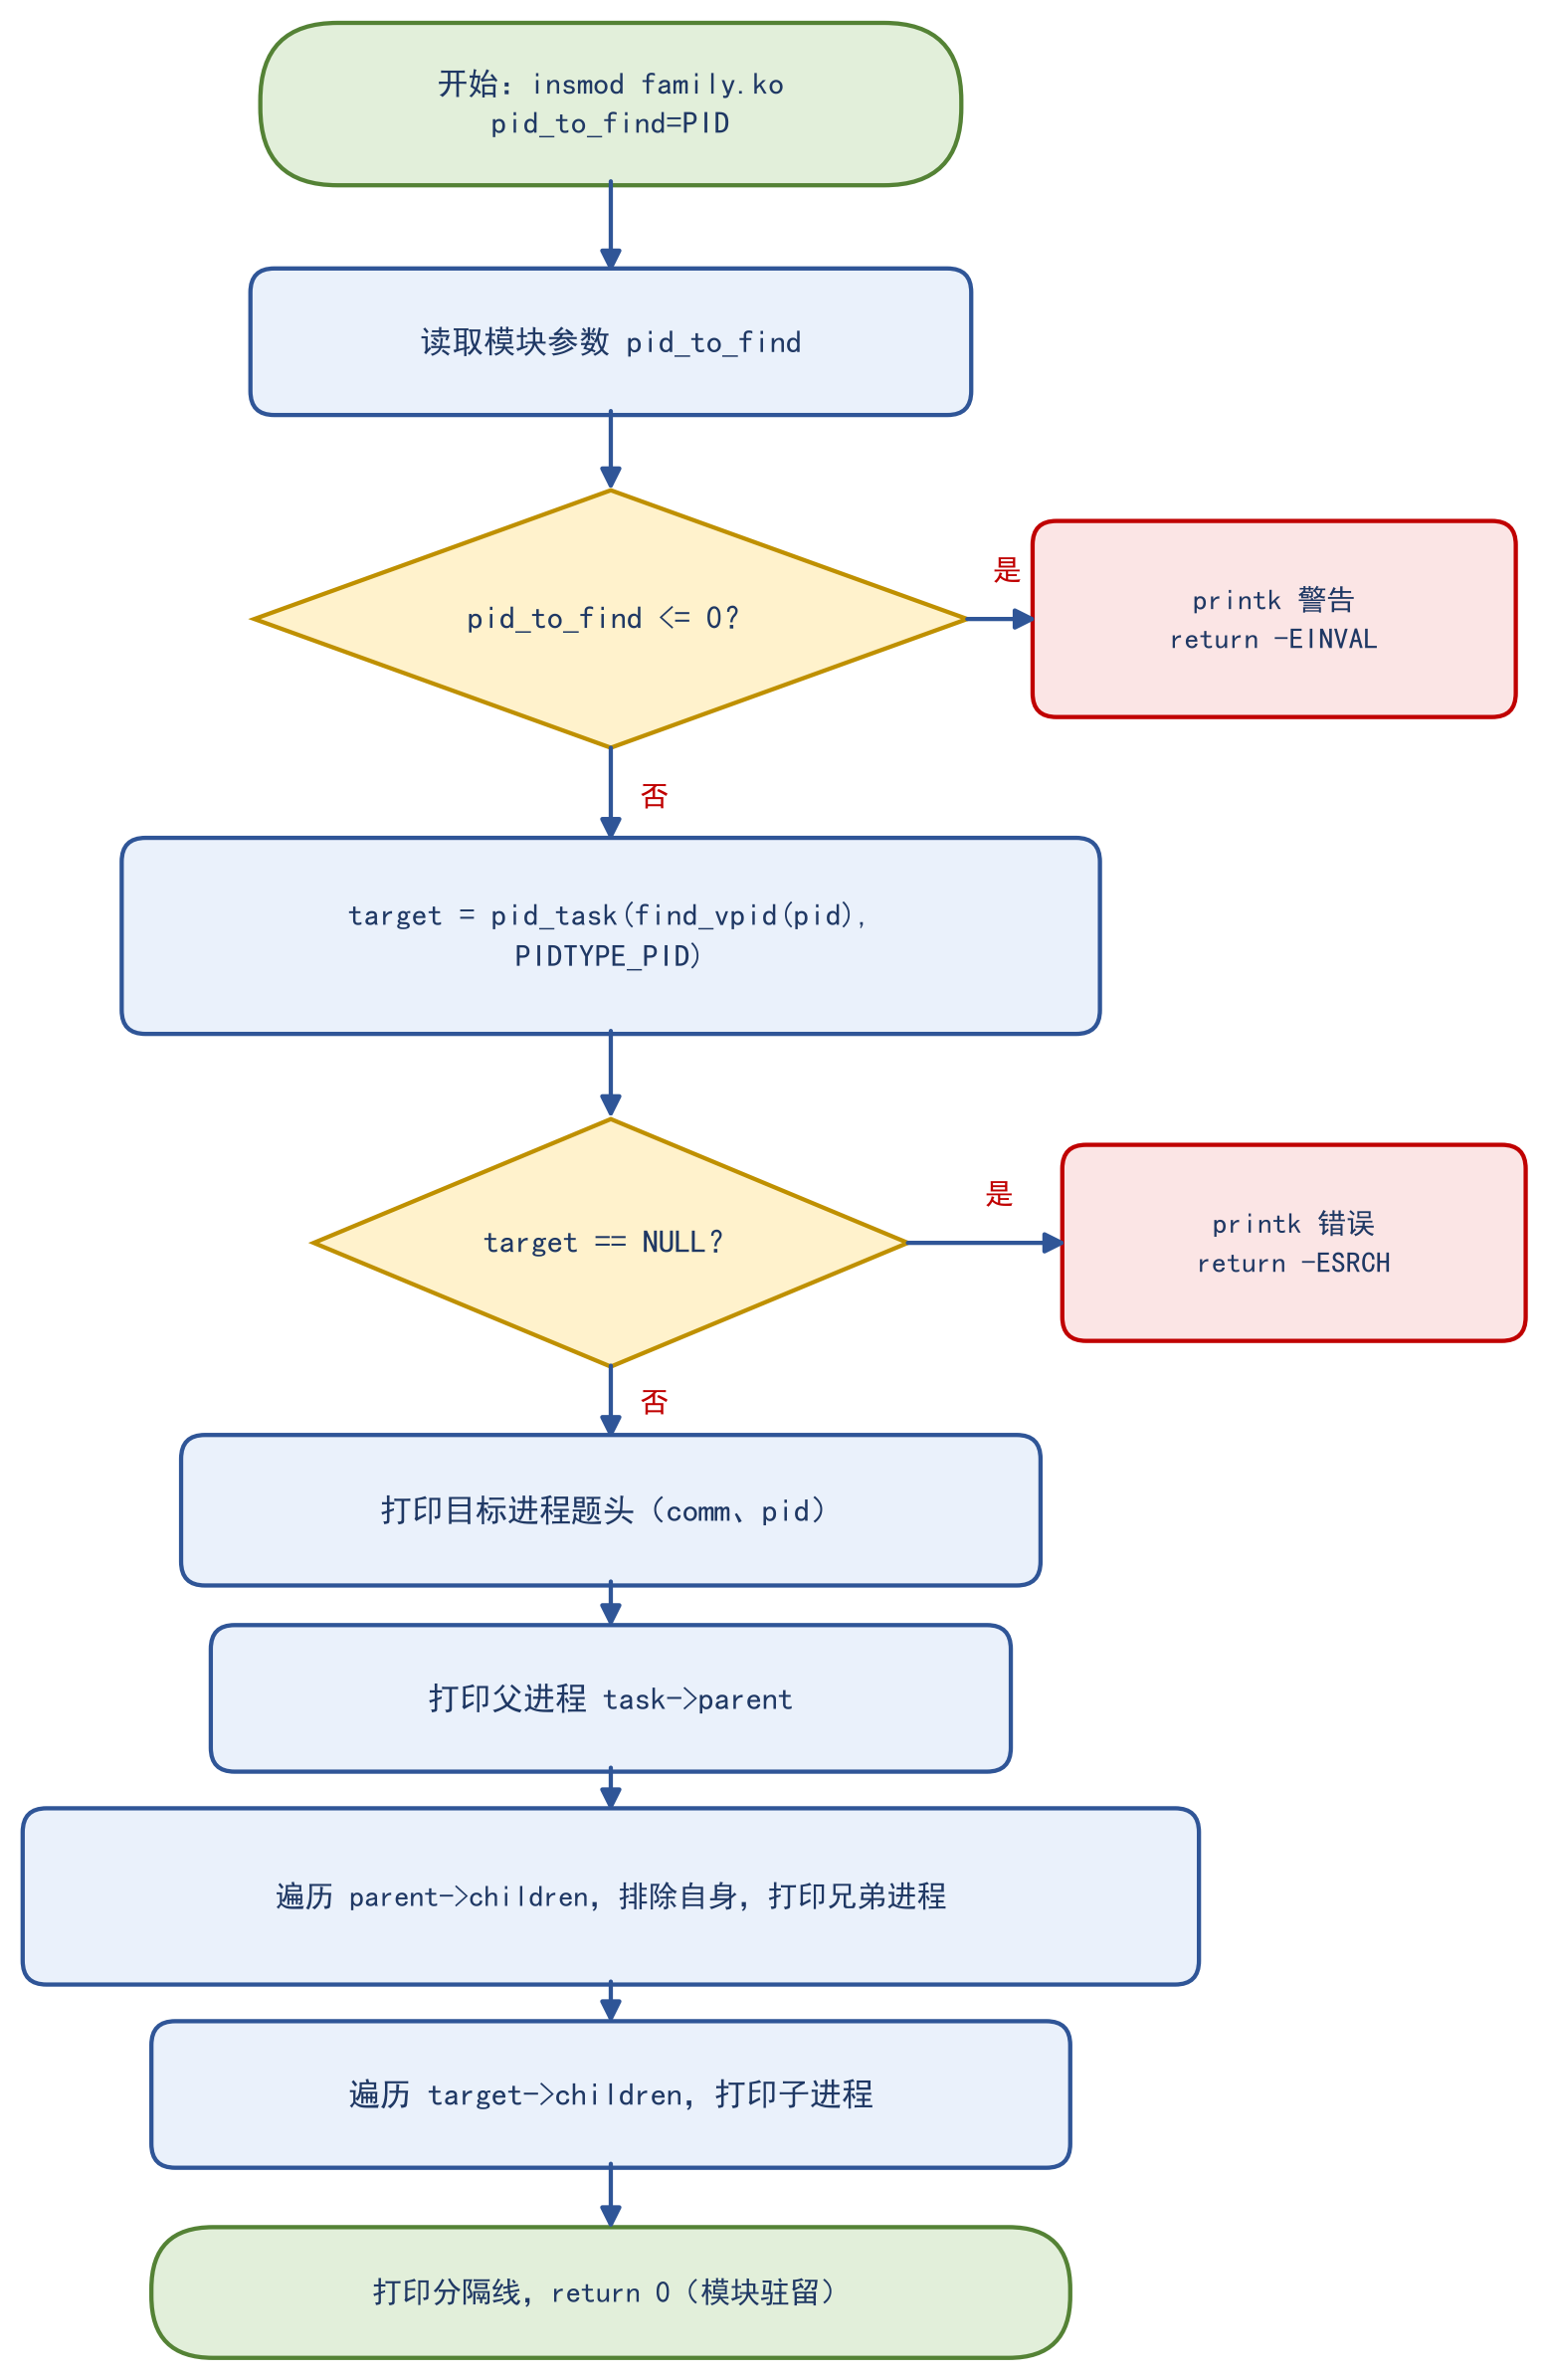 开始：insmod family.ko
pid_to_find=PID
读取模块参数 pid_to_find
pid_to_find <= 0?
是
printk 警告
return -EINVAL
否
target = pid_task(find_vpid(pid),
PIDTYPE_PID)
target == NULL?
是
printk 错误
return -ESRCH
否
打印目标进程题头（comm、pid）
打印父进程 task->parent
遍历 parent->children，排除自身，打印兄弟进程
遍历 target->children，打印子进程
打印分隔线，return 0（模块驻留）